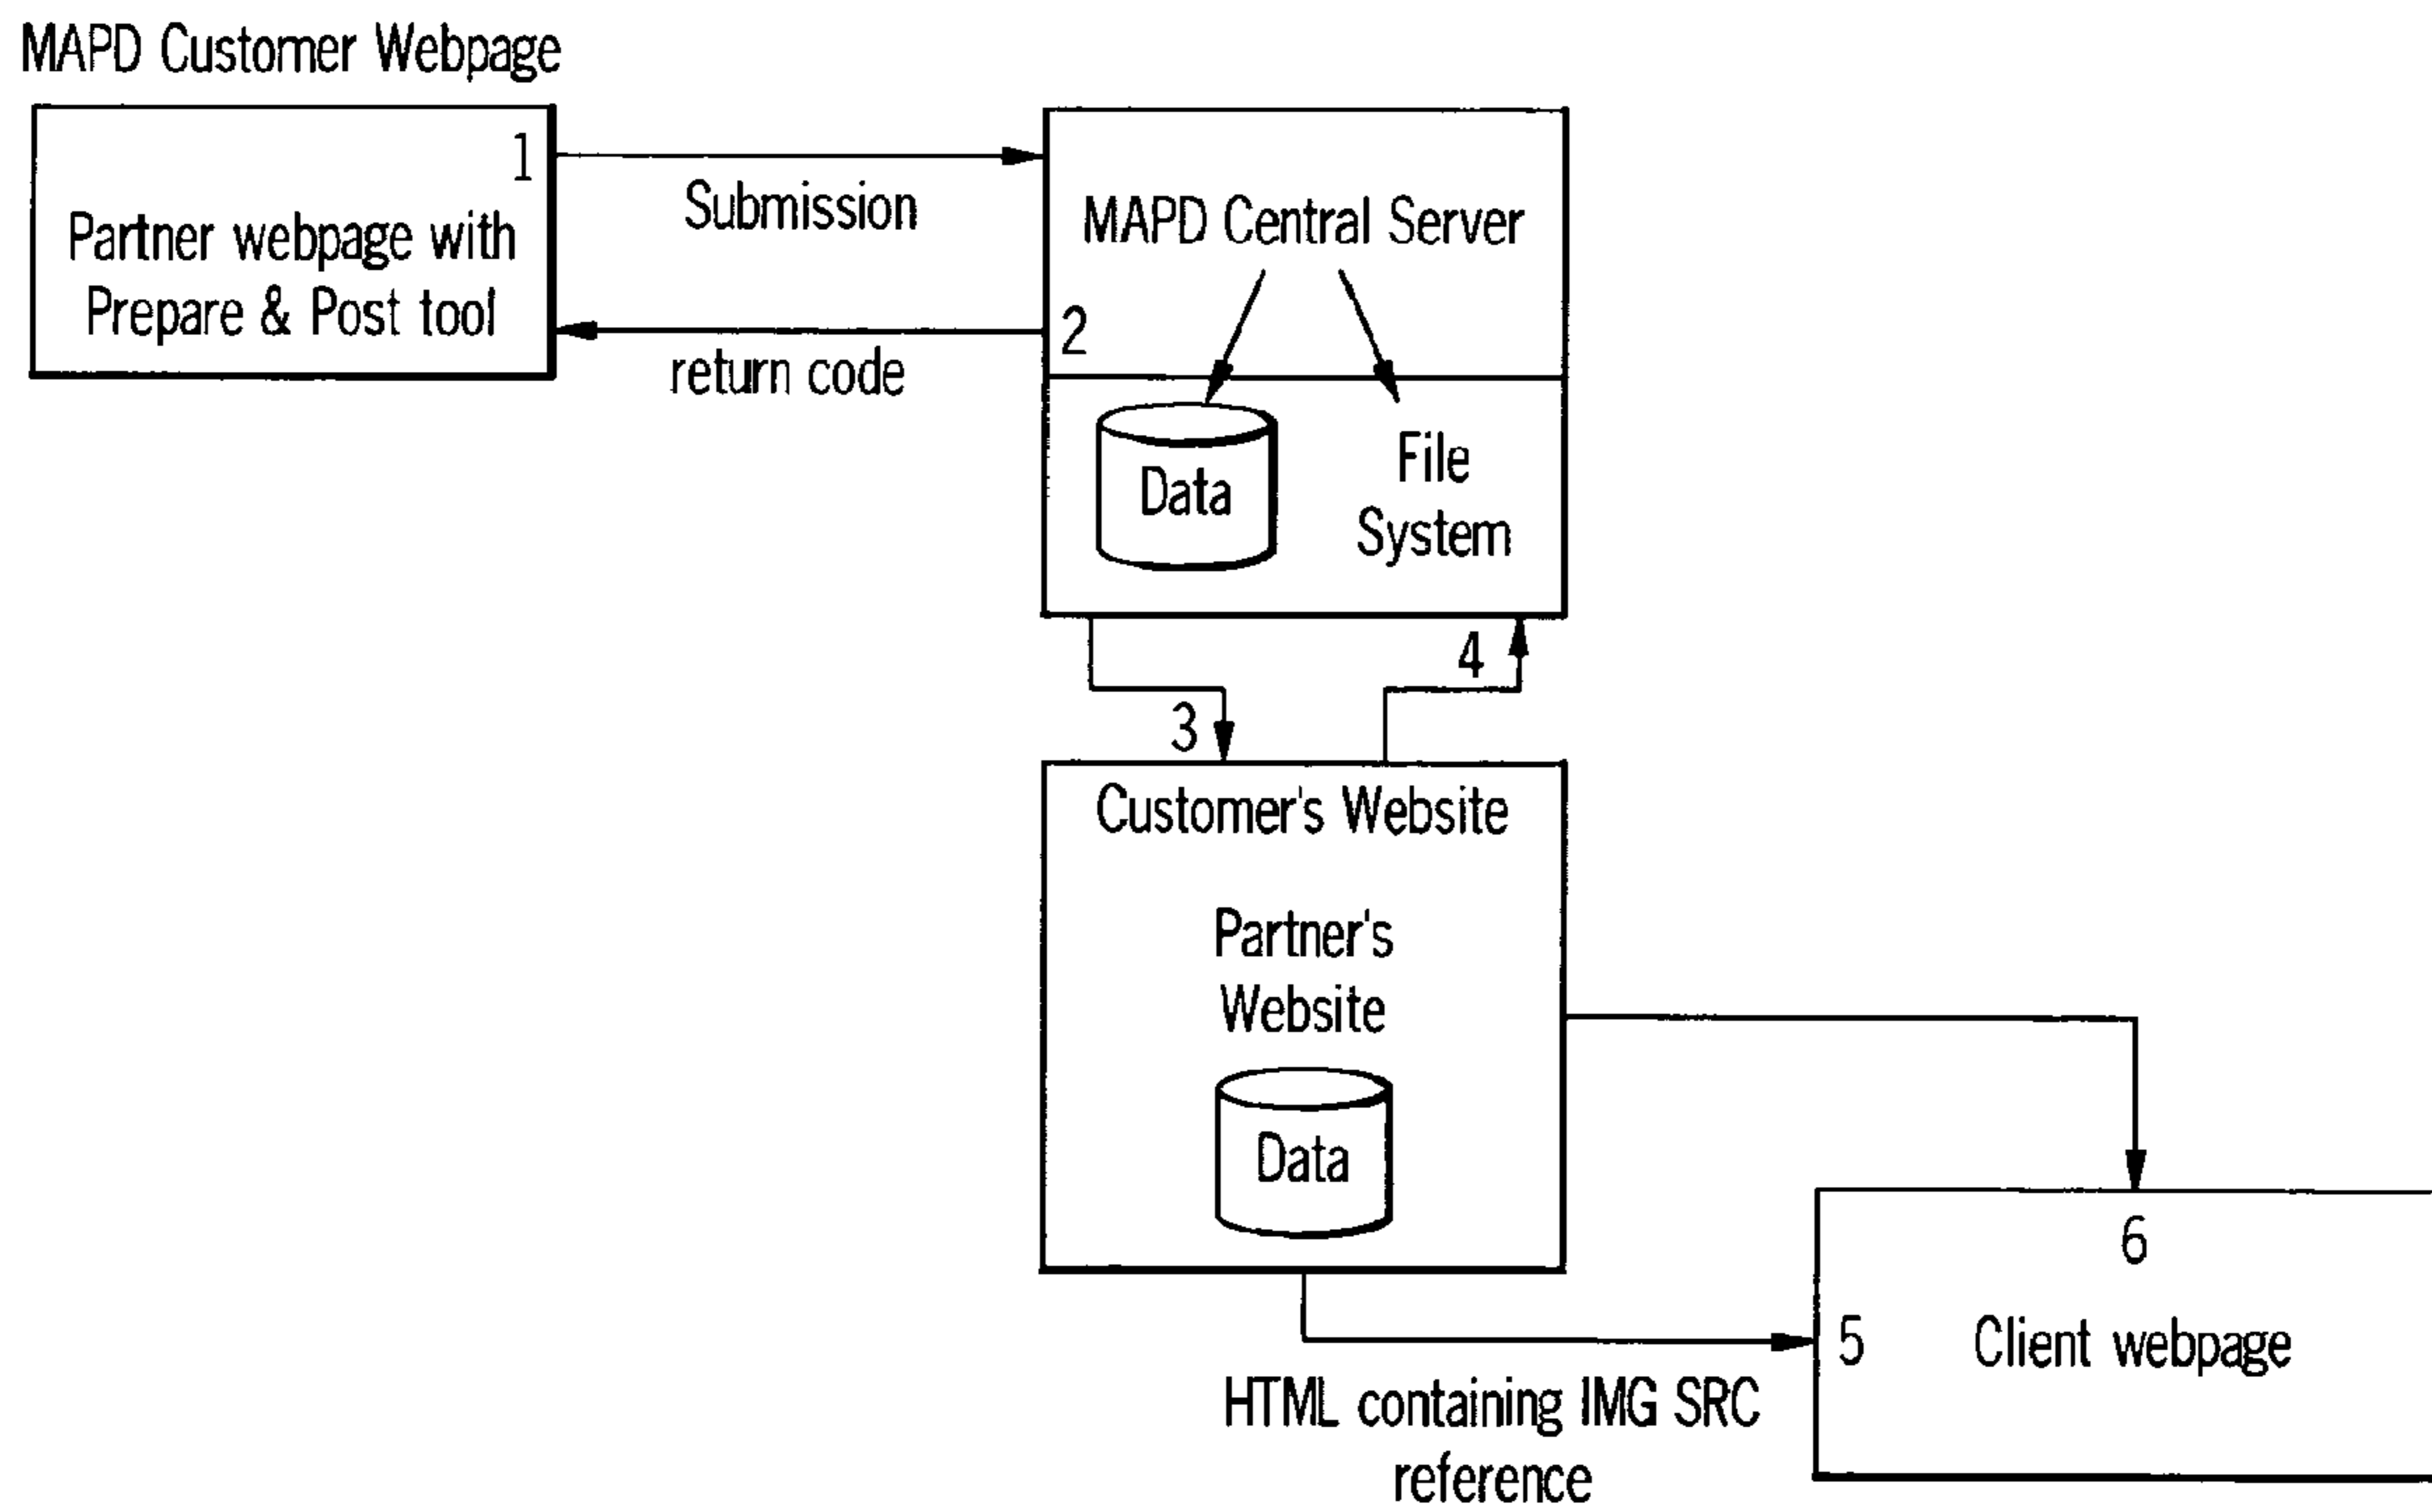 MAPD Customer Webpage
1
Partner webpage with
Prepare & Post tool
Submission
return code
MAPD Central Server
2
Data
File
System
3
4
Customer's Website
Partner's
Website
Data
6
5
Client webpage
HTML containing IMG SRC
reference